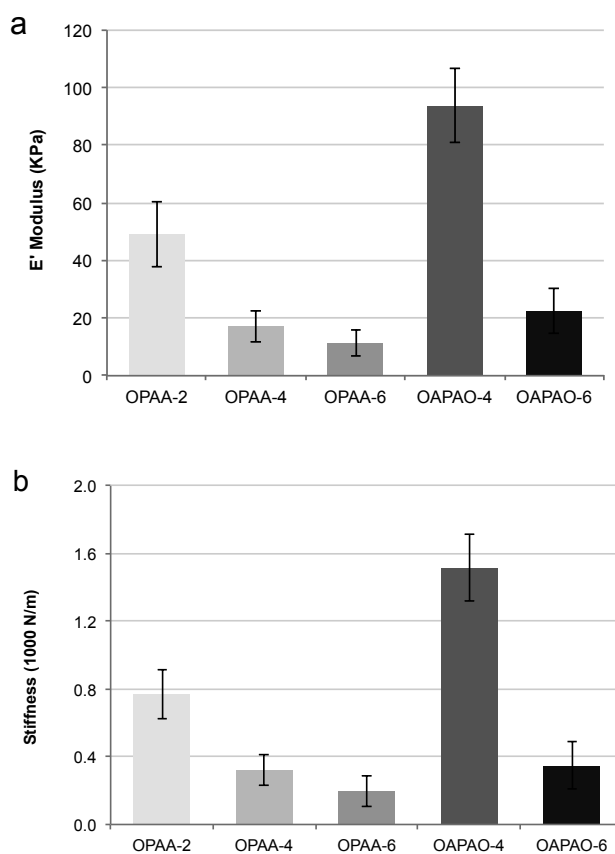 a
120
100
80
60
40
20
0
E' Modulus (KPa)
OPAA-2 OPAA-4 OPAA-6 OAPAO-4 OAPAO-6
b
2.0
1.6
1.2
0.8
0.4
0.0
Stiffness (1000 N/m)
OPAA-2 OPAA-4 OPAA-6 OAPAO-4 OAPAO-6